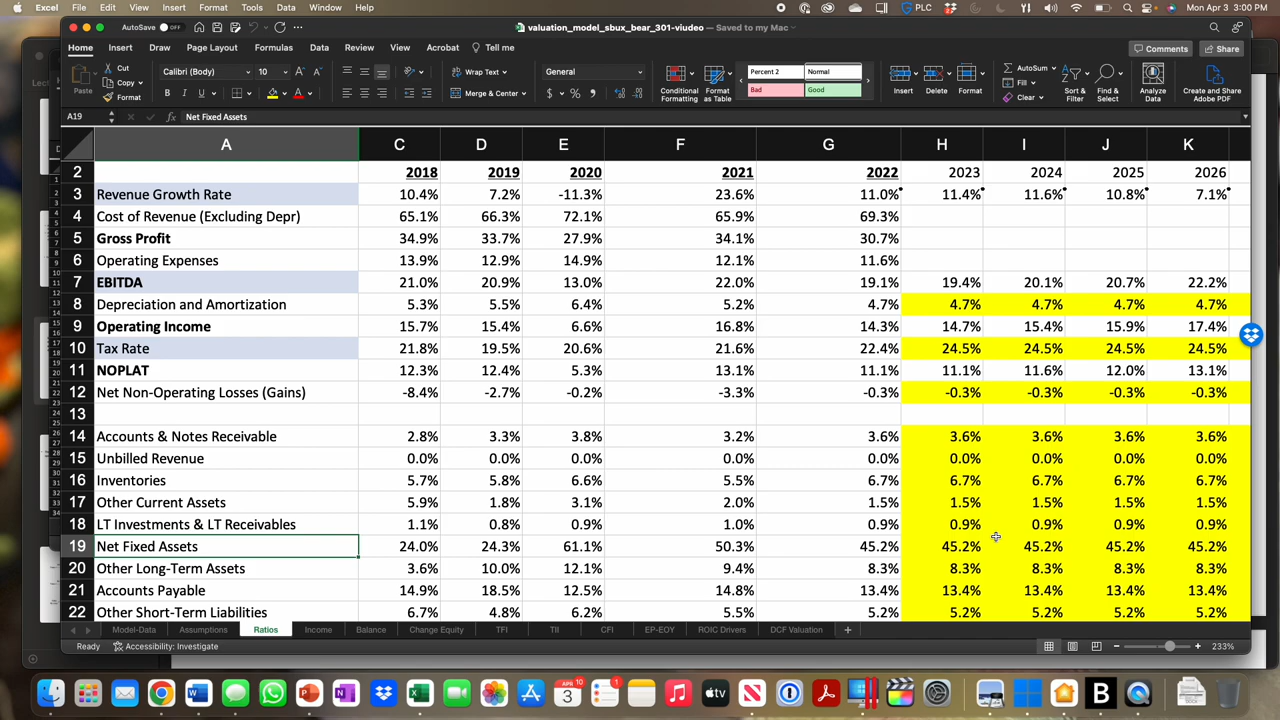 Excel File Edit View Insert Format Tools Data Window Help PLC Mon Apr 3 3:00 PM
AutoSave OFF valuation_model_sbux_bear_301-viudeo — Saved to my Mac
Home Insert Draw Page Layout Formulas Data Review View Acrobat Tell me Comments Share
Paste Cut Copy Format Calibri (Body) 10 Wrap Text General Percent 2 Normal AutoSum
B I U Merge & Center $ % Conditional Formatting Format as Table Bad Good Insert Delete Format Fill Clear Sort & Filter Find & Select Analyze Data Create and Share Adobe PDF
A19 fx Net Fixed Assets
A C D E F G H I J K
2 2018 2019 2020 2021 2022 2023 2024 2025 2026
3 Revenue Growth Rate 10.4% 7.2% -11.3% 23.6% 11.0% 11.4% 11.6% 10.8% 7.1%
4 Cost of Revenue (Excluding Depr) 65.1% 66.3% 72.1% 65.9% 69.3%
5 Gross Profit 34.9% 33.7% 27.9% 34.1% 30.7%
6 Operating Expenses 13.9% 12.9% 14.9% 12.1% 11.6%
7 EBITDA 21.0% 20.9% 13.0% 22.0% 19.1% 19.4% 20.1% 20.7% 22.2%
8 Depreciation and Amortization 5.3% 5.5% 6.4% 5.2% 4.7% 4.7% 4.7% 4.7% 4.7%
9 Operating Income 15.7% 15.4% 6.6% 16.8% 14.3% 14.7% 15.4% 15.9% 17.4%
10 Tax Rate 21.8% 19.5% 20.6% 21.6% 22.4% 24.5% 24.5% 24.5% 24.5%
11 NOPLAT 12.3% 12.4% 5.3% 13.1% 11.1% 11.1% 11.6% 12.0% 13.1%
12 Net Non-Operating Losses (Gains) -8.4% -2.7% -0.2% -3.3% -0.3% -0.3% -0.3% -0.3% -0.3%
13
14 Accounts & Notes Receivable 2.8% 3.3% 3.8% 3.2% 3.6% 3.6% 3.6% 3.6% 3.6%
15 Unbilled Revenue 0.0% 0.0% 0.0% 0.0% 0.0% 0.0% 0.0% 0.0% 0.0%
16 Inventories 5.7% 5.8% 6.6% 5.5% 6.7% 6.7% 6.7% 6.7% 6.7%
17 Other Current Assets 5.9% 1.8% 3.1% 2.0% 1.5% 1.5% 1.5% 1.5% 1.5%
18 LT Investments & LT Receivables 1.1% 0.8% 0.9% 1.0% 0.9% 0.9% 0.9% 0.9% 0.9%
19 Net Fixed Assets 24.0% 24.3% 61.1% 50.3% 45.2% 45.2% 45.2% 45.2% 45.2%
20 Other Long-Term Assets 3.6% 10.0% 12.1% 9.4% 8.3% 8.3% 8.3% 8.3% 8.3%
21 Accounts Payable 14.9% 18.5% 12.5% 14.8% 13.4% 13.4% 13.4% 13.4% 13.4%
22 Other Short-Term Liabilities 6.7% 4.8% 6.2% 5.5% 5.2% 5.2% 5.2% 5.2% 5.2%
Model-Data Assumptions Ratios Income Balance Change Equity TFI TII CFI EP-EOY ROIC Drivers DCF Valuation
Ready Accessibility: Investigate 233%